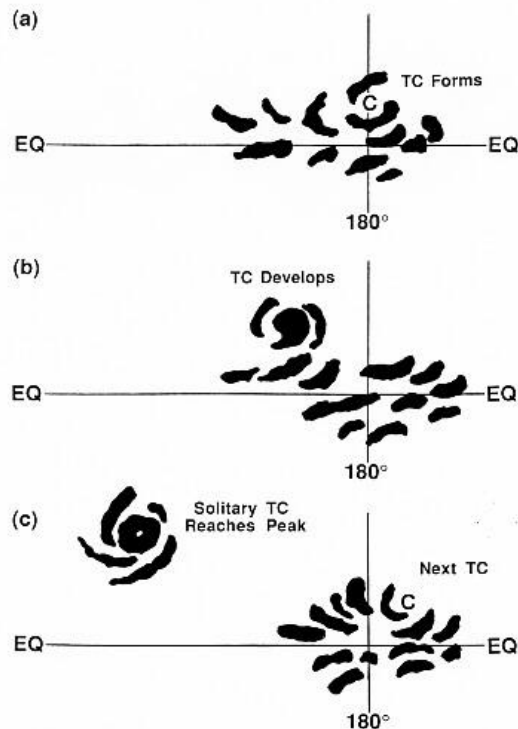 (a)
TC Forms
C
EQ EQ
180°
(b)
TC Develops
EQ EQ
180°
(c)
Solitary TC
Reaches Peak
Next TC
C
EQ EQ
180°